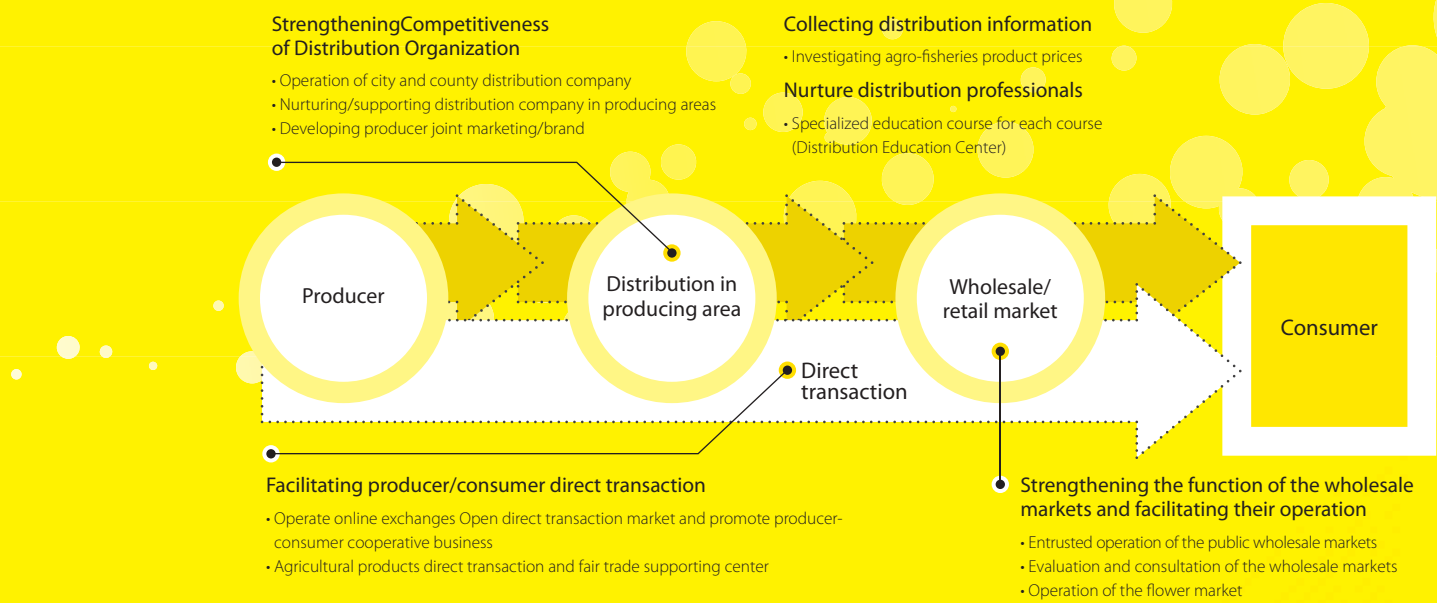 StrengtheningCompetitiveness
of Distribution Organization
• Operation of city and county distribution company
• Nurturing/supporting distribution company in producing areas
• Developing producer joint marketing/brand
Collecting distribution information
• Investigating agro-fisheries product prices
Nurture distribution professionals
• Specialized education course for each course
(Distribution Education Center)
Producer
Distribution in
producing area
Wholesale/
retail market
Consumer
Direct
transaction
Facilitating producer/consumer direct transaction
• Operate online exchanges Open direct transaction market and promote producer-
consumer cooperative business
• Agricultural products direct transaction and fair trade supporting center
Strengthening the function of the wholesale
markets and facilitating their operation
• Entrusted operation of the public wholesale markets
• Evaluation and consultation of the wholesale markets
• Operation of the flower market